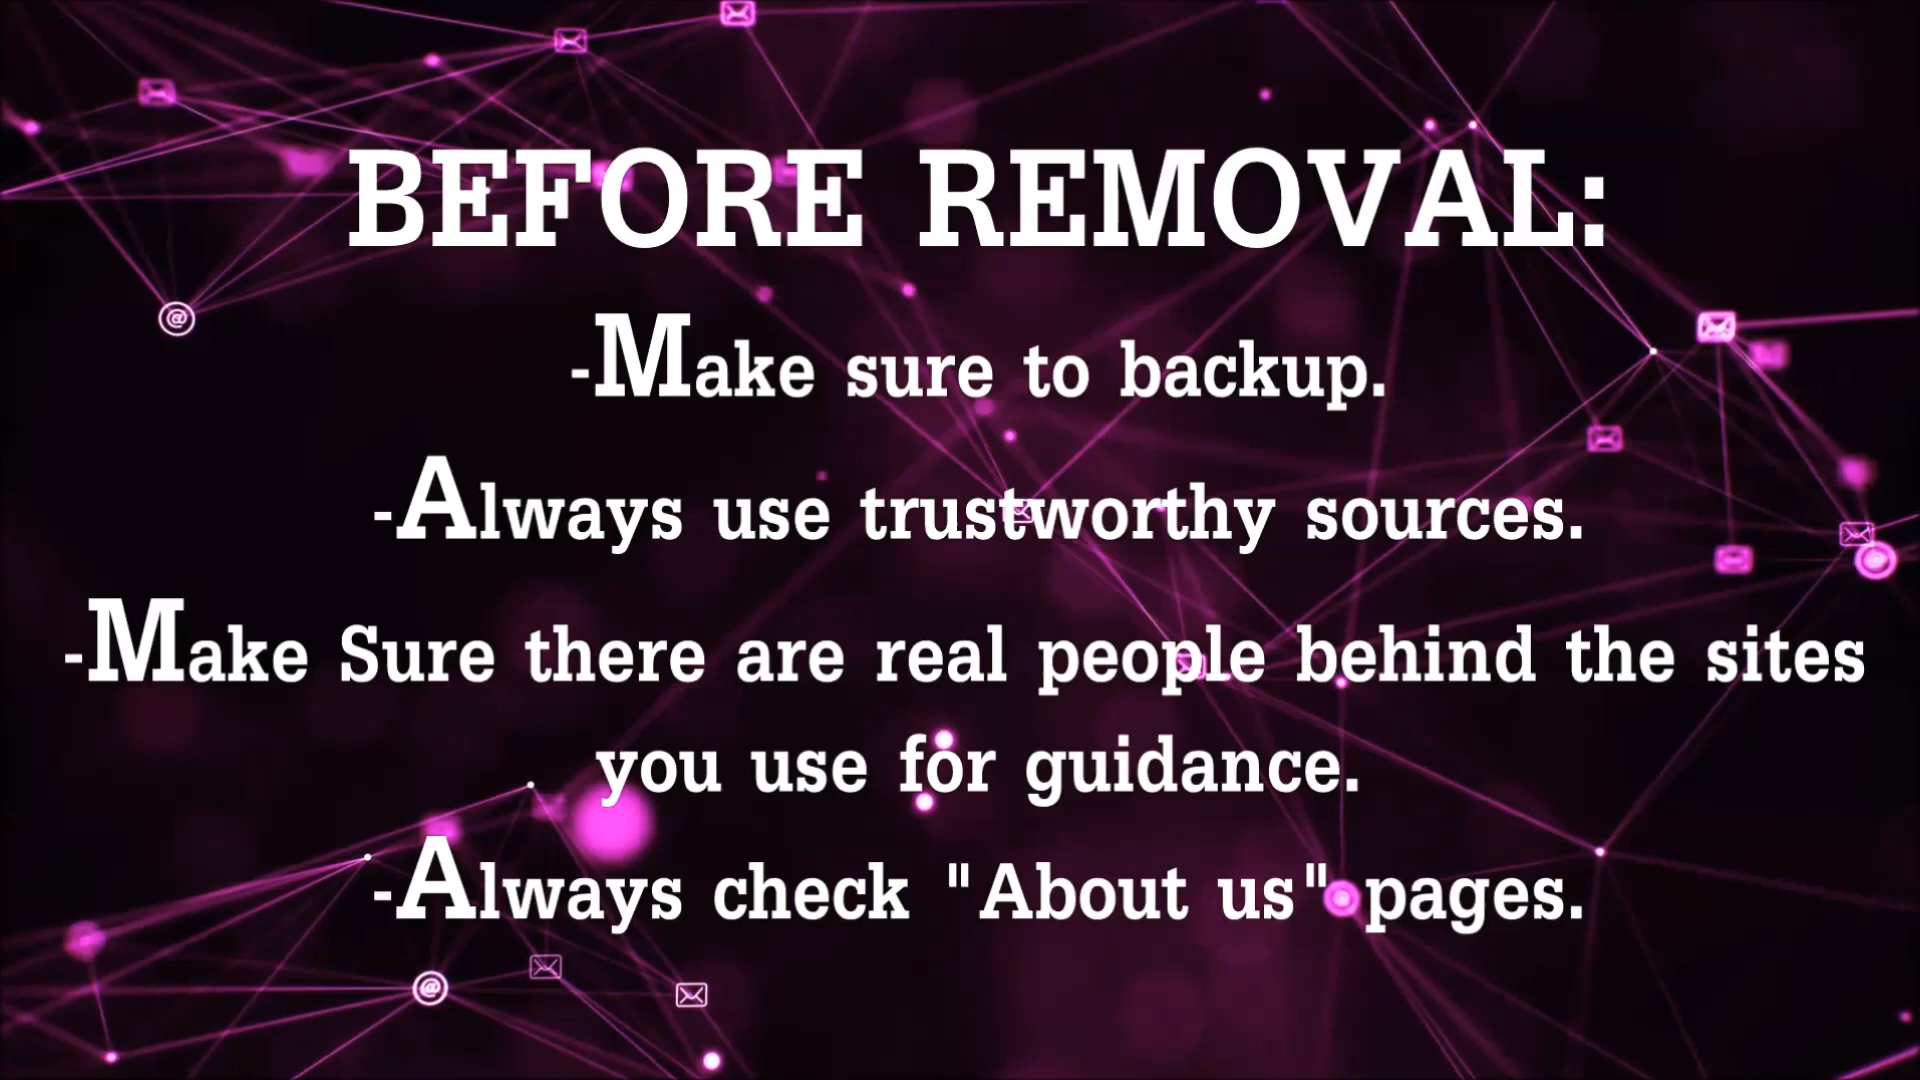 BEFORE REMOVAL:
-Make sure to backup.
-Always use trustworthy sources.
-Make Sure there are real people behind the sites
you use for guidance.
-Always check "About us" pages.